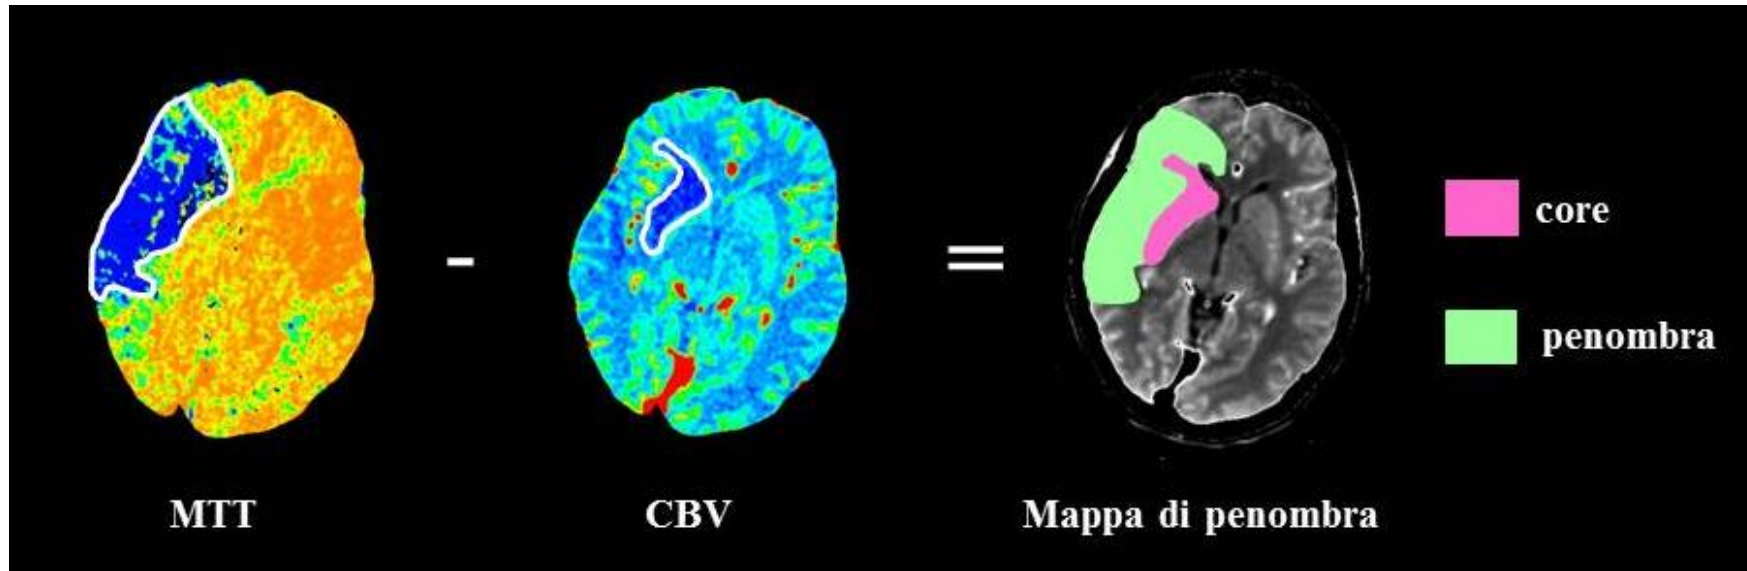 -
=
core
penombra
MTT
CBV
Mappa di penombra